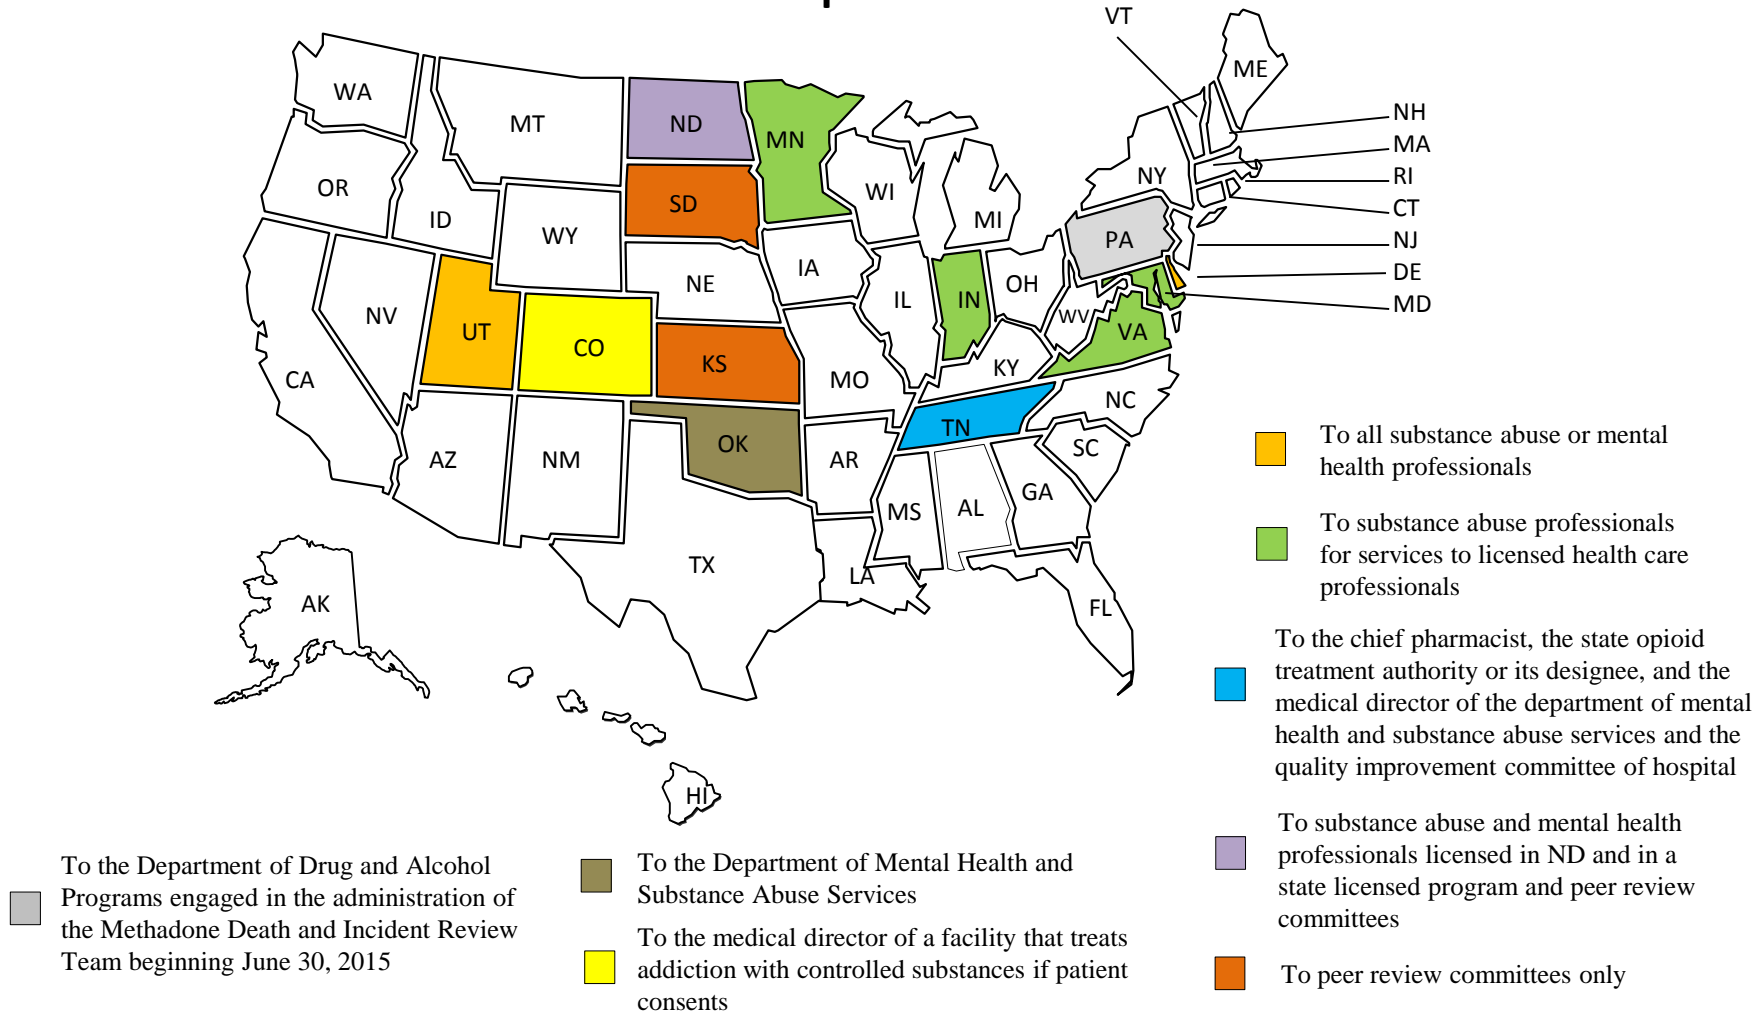 VT
ME
WA
NH
MT
ND
MN
MA
OR
WI
NY
RI
SD
ID
MI
CT
WY
PA
NJ
IA
DE
NE
OH
IL
IN
MD
NV
WV
UT
VA
CO
KS
KY
CA
MO
NC
TN
OK
SC
AZ
NM
AR
GA
MS
AL
TX
LA
AK
FL
HI
To all substance abuse or mental
health professionals
To substance abuse professionals
for services to licensed health care
professionals
To the chief pharmacist, the state opioid
treatment authority or its designee, and the
medical director of the department of mental
health and substance abuse services and the
quality improvement committee of hospital
To substance abuse and mental health
professionals licensed in ND and in a
state licensed program and peer review
committees
To peer review committees only
To the Department of Mental Health and
Substance Abuse Services
To the medical director of a facility that treats
addiction with controlled substances if patient
consents
To the Department of Drug and Alcohol
Programs engaged in the administration of
the Methadone Death and Incident Review
Team beginning June 30, 2015